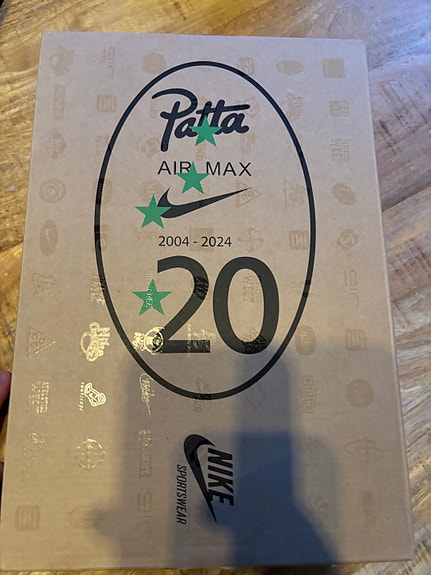 Patta
AIR MAX
2004 - 2024
20
NIKE
SPORTSWEAR